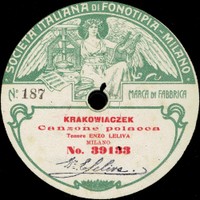 SOCIETÀ ITALIANA DI FONOTIPIA - MILANO -
No. 187
MARCA DI FABBRICA
KRAKOWIACZEK
Canzone polacca
Tenore ENZO LELIVA
MILANO
No. 39133
E. Leliva